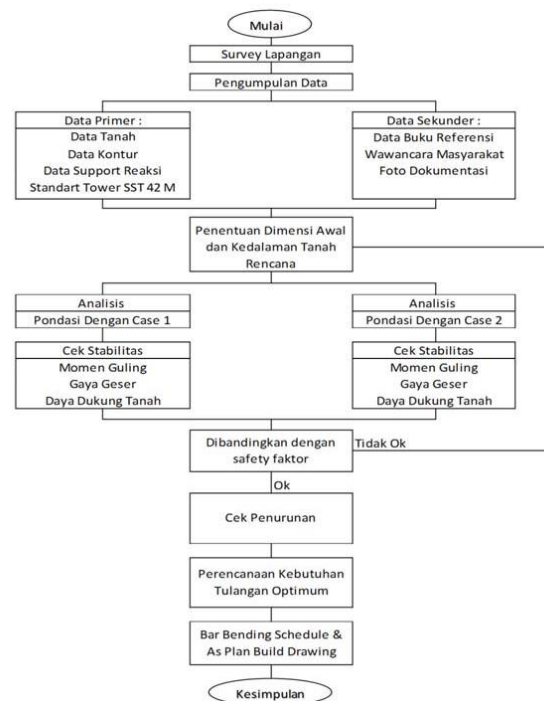 Mulai
Survey Lapangan
Pengumpulan Data
Data Primer :
Data Tanah
Data Kontur
Data Support Reaksi
Standart Tower SST 42 M
Data Sekunder :
Data Buku Referensi
Wawancara Masyarakat
Foto Dokumentasi
Penentuan Dimensi Awal
dan Kedalaman Tanah
Rencana
Analisis
Pondasi Dengan Case 1
Cek Stabilitas
Momen Guling
Gaya Geser
Daya Dukung Tanah
Analisis
Pondasi Dengan Case 2
Cek Stabilitas
Momen Guling
Gaya Geser
Daya Dukung Tanah
Dibandingkan dengan
safety faktor
Tidak Ok
Ok
Cek Penurunan
Perencanaan Kebutuhan
Tulangan Optimum
Bar Bending Schedule &
As Plan Build Drawing
Kesimpulan